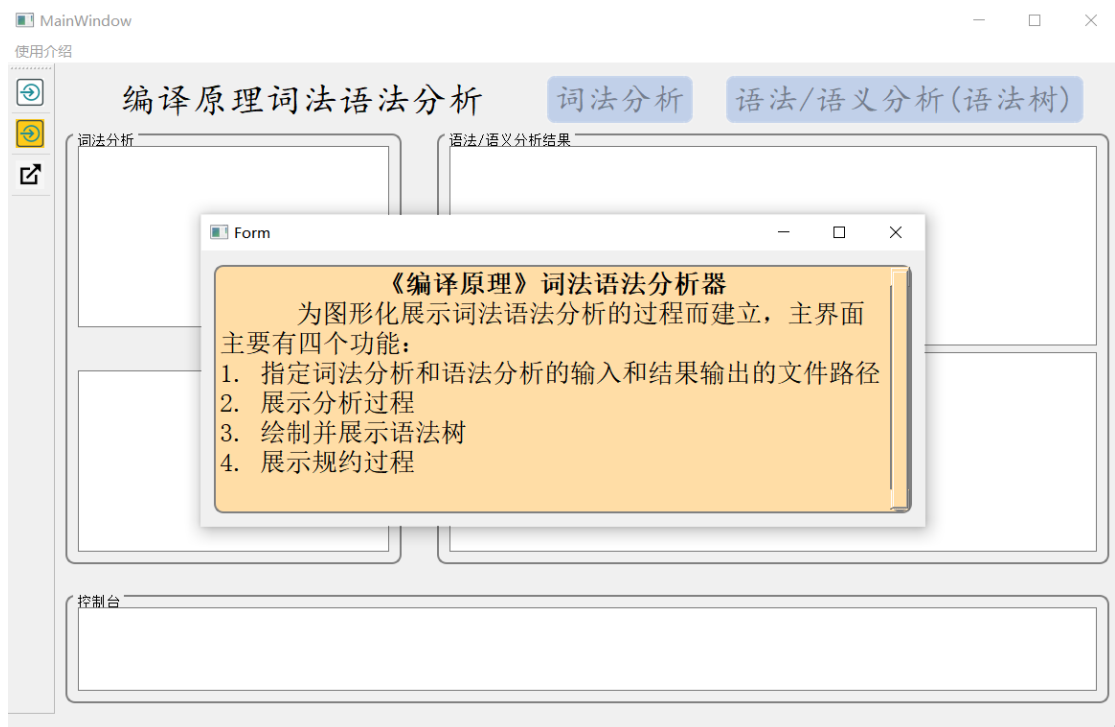 MainWindow
使用介绍
编译原理词法语法分析
词法分析
语法/语义分析(语法树)
词法分析
语法/语义分析结果
Form
《编译原理》词法语法分析器
为图形化展示词法语法分析的过程而建立，主界面
主要有四个功能：
1. 指定词法分析和语法分析的输入和结果输出的文件路径
2. 展示分析过程
3. 绘制并展示语法树
4. 展示规约过程
控制台